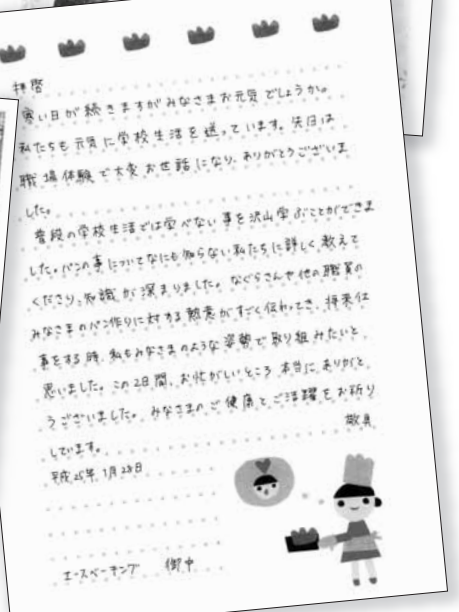 拝啓
寒い日が続きますがみなさまお元気でしょうか。
私たちも元気に学校生活を送っています。先日は
職場体験で大変お世話になり、ありがとうございま
した。
普段の学校生活では学べない事を沢山学ぶことができま
した。パンの事についてなにも知らない私たちに詳しく教えて
くださり、知識が深まりました。なぐらさんや他の職員の
みなさまのパン作りに対する熱意がすごく伝わってき、将来仕
事をする時、私もみなさまのような姿勢で取り組みたいと
思いました。この2日間、お忙がしいところ本当にありがと
うございました。みなさまのご健康とご活躍をお祈り
しています。
敬具
平成25年1月28日
エースベーキング 御中